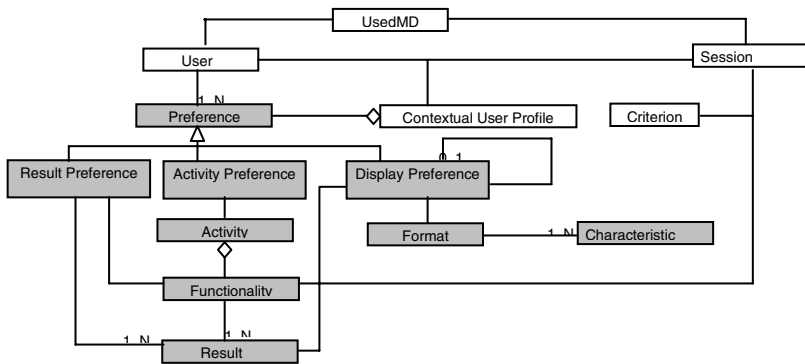 UsedMD
User
Session
1 N
Preference
Contextual User Profile
Criterion
Result Preference
Activity Preference
0 1
Display Preference
Activity
Format
1 N
Characteristic
Functionality
1 N
1 N
Result